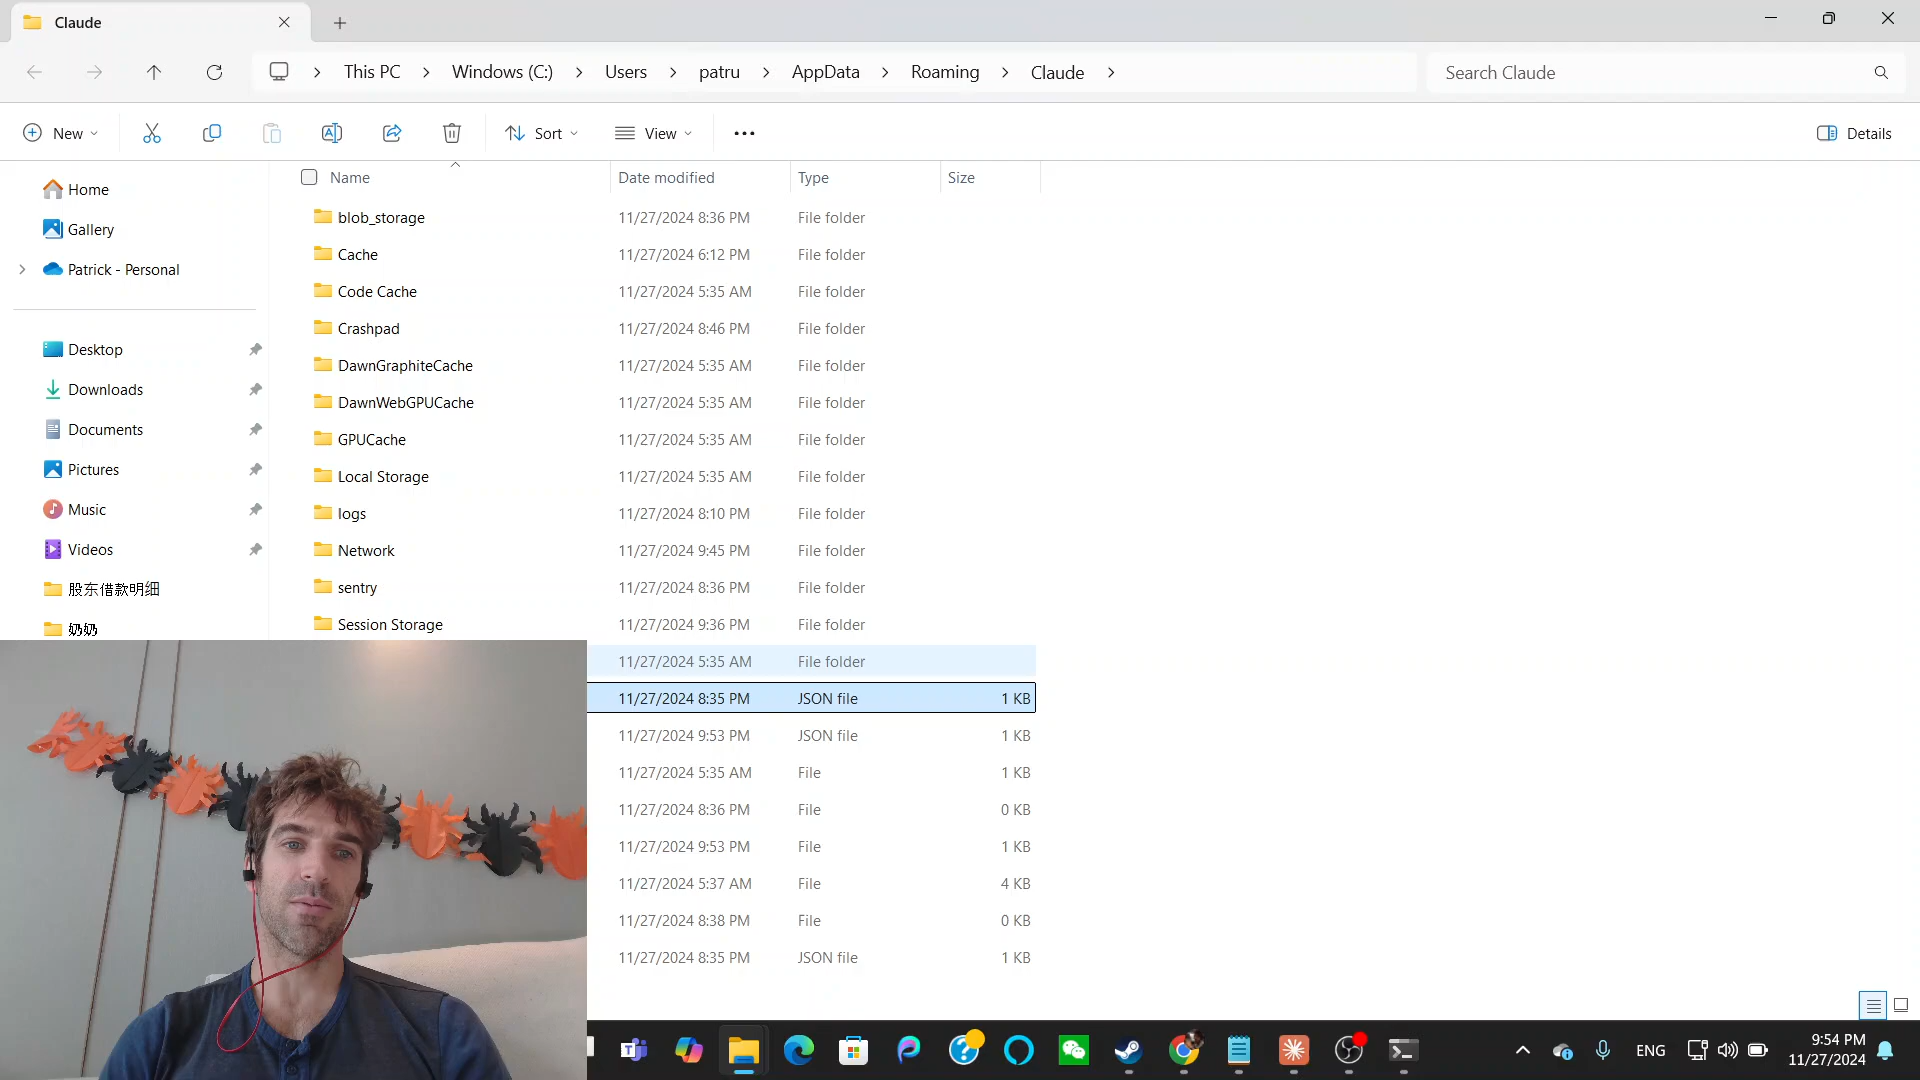 Claude
This PC > Windows (C:) > Users > patru > AppData > Roaming > Claude >
Search Claude
New
Sort
View
Details
Name Date modified Type Size
Home
Gallery
Patrick - Personal
Desktop
Downloads
Documents
Pictures
Music
Videos
股东借款明细
奶奶
blob_storage 11/27/2024 8:36 PM File folder
Cache 11/27/2024 6:12 PM File folder
Code Cache 11/27/2024 5:35 AM File folder
Crashpad 11/27/2024 8:46 PM File folder
DawnGraphiteCache 11/27/2024 5:35 AM File folder
DawnWebGPUCache 11/27/2024 5:35 AM File folder
GPUCache 11/27/2024 5:35 AM File folder
Local Storage 11/27/2024 5:35 AM File folder
logs 11/27/2024 8:10 PM File folder
Network 11/27/2024 9:45 PM File folder
sentry 11/27/2024 8:36 PM File folder
Session Storage 11/27/2024 9:36 PM File folder
11/27/2024 5:35 AM File folder
11/27/2024 8:35 PM JSON file 1 KB
11/27/2024 9:53 PM JSON file 1 KB
11/27/2024 5:35 AM File 1 KB
11/27/2024 8:36 PM File 0 KB
11/27/2024 9:53 PM File 1 KB
11/27/2024 5:37 AM File 4 KB
11/27/2024 8:38 PM File 0 KB
11/27/2024 8:35 PM JSON file 1 KB
ENG
9:54 PM
11/27/2024